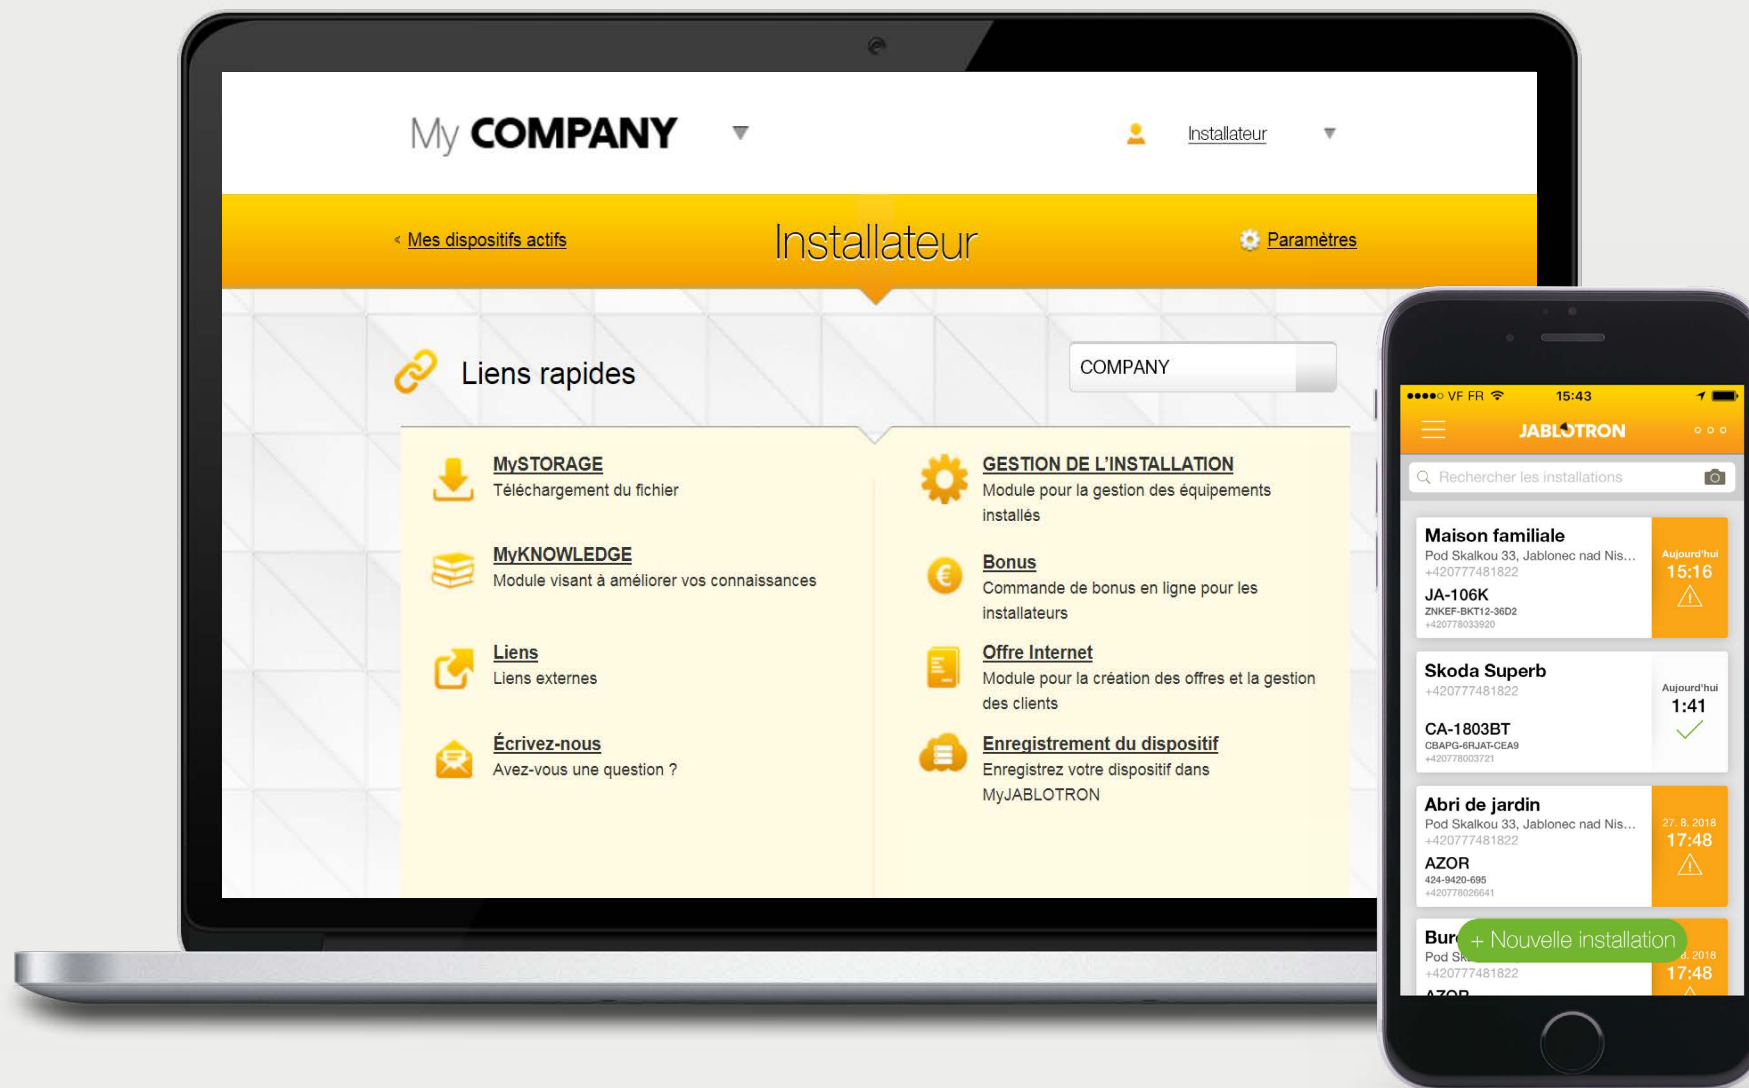 My COMPANY
Installateur
< Mes dispositifs actifs
Installateur
Paramètres
Liens rapides
COMPANY
MySTORAGE
Téléchargement du fichier
MyKNOWLEDGE
Module visant à améliorer vos connaissances
Liens
Liens externes
Écrivez-nous
Avez-vous une question ?
GESTION DE L'INSTALLATION
Module pour la gestion des équipements
installés
Bonus
Commande de bonus en ligne pour les
installateurs
Offre Internet
Module pour la création des offres et la gestion
des clients
Enregistrement du dispositif
Enregistrez votre dispositif dans
MyJABLOTRON
VF FR 15:43
JABLOTRON
Rechercher les installations
Maison familiale
Pod Skalkou 33, Jablonec nad Nis...
+420777481822
JA-106K
ZNKEF-BKT12-36D2
+420778033920
Aujourd'hui
15:16
Skoda Superb
+420777481822
CA-1803BT
CBAPG-6RJAT-CEA9
+420778003721
Aujourd'hui
1:41
Abri de jardin
Pod Skalkou 33, Jablonec nad Nis...
+420777481822
AZOR
424-9420-695
+420778026641
27. 8. 2018
17:48
+ Nouvelle installation
+420777481822
AZOR
2018
17:48